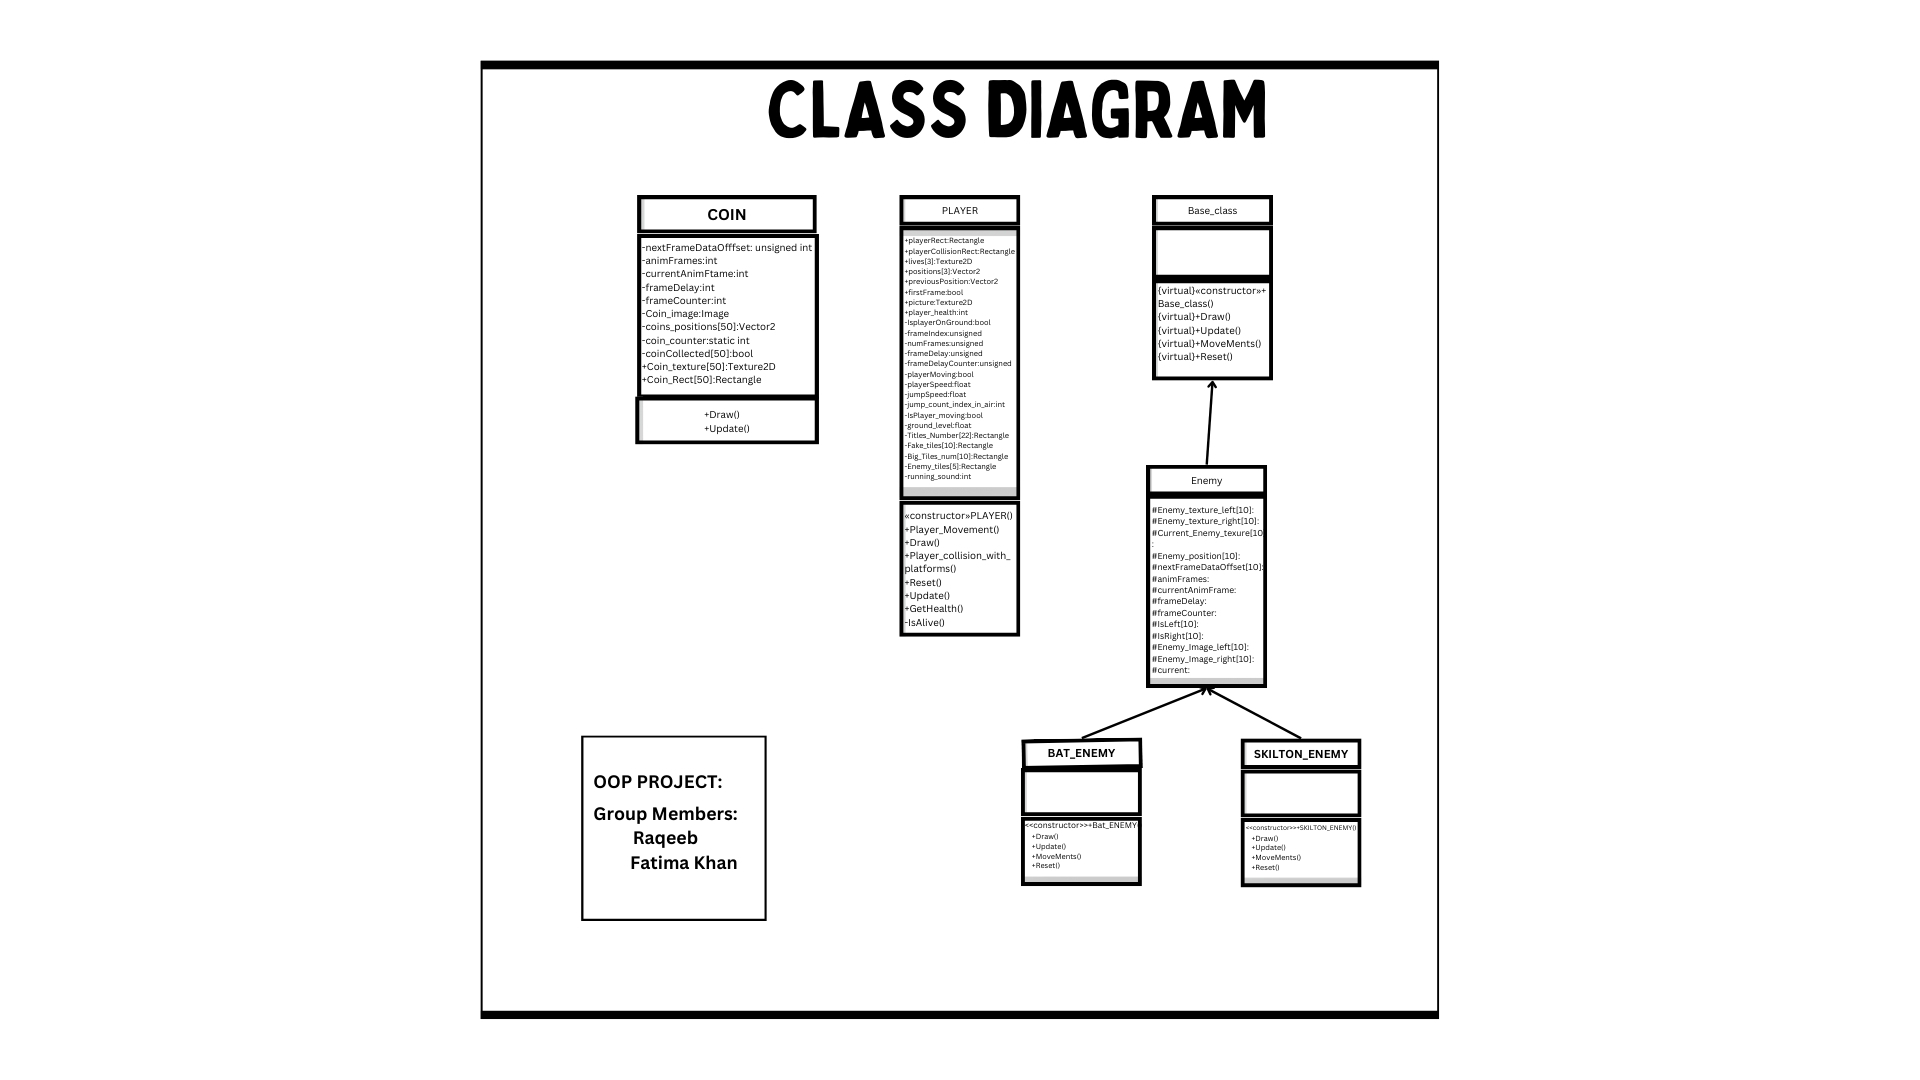 CLASS DIAGRAM
COIN
-nextFrameDataOfffset: unsigned int
-animFrames:int
-currentAnimFtame:int
-frameDelay:int
-frameCounter:int
-Coin_image:Image
-coins_positions[50]:Vector2
-coin_counter:static int
-coinCollected[50]:bool
+Coin_texture[50]:Texture2D
+Coin_Rect[50]:Rectangle
+Draw()
+Update()
PLAYER
+playerRect:Rectangle
+playerCollisionRect:Rectangle
+lives[3]:Texture2D
+positions[3]:Vector2
+previousPosition:Vector2
+firstFrame:bool
+picture:Texture2D
+player_health:int
-IsplayerOnGround:bool
-frameIndex:unsigned
-numFrames:unsigned
-frameDelay:unsigned
-frameDelayCounter:unsigned
-playerMoving:bool
-playerSpeed:float
-jumpSpeed:float
-jump_count_index_in_air:int
-IsPlayer_moving:bool
-ground_level:float
-Titles_Number[22]:Rectangle
-Fake_tiles[10]:Rectangle
-Big_Tiles_num[10]:Rectangle
-Enemy_tiles[5]:Rectangle
-running_sound:int
«constructor»PLAYER()
+Player_Movement()
+Draw()
+Player_collision_with_
platforms()
+Reset()
+Update()
+GetHealth()
-IsAlive()
Base_class
{virtual}«constructor»+
Base_class()
{virtual}+Draw()
{virtual}+Update()
{virtual}+MoveMents()
{virtual}+Reset()
Enemy
#Enemy_texture_left[10]:
#Enemy_texture_right[10]:
#Current_Enemy_texure[10
:
#Enemy_position[10]:
#nextFrameDataOffset[10]:
#animFrames:
#currentAnimFrame:
#frameDelay:
#frameCounter:
#IsLeft[10]:
#IsRight[10]:
#Enemy_Image_left[10]:
#Enemy_Image_right[10]:
#current:
BAT_ENEMY
<<constructor>>+Bat_ENEMY
+Draw()
+Update()
+MoveMents()
+Reset()
SKILTON_ENEMY
<<constructor>>+SKILTON_ENEMY()
+Draw()
+Update()
+MoveMents()
+Reset()
OOP PROJECT:
Group Members:
Raqeeb
Fatima Khan